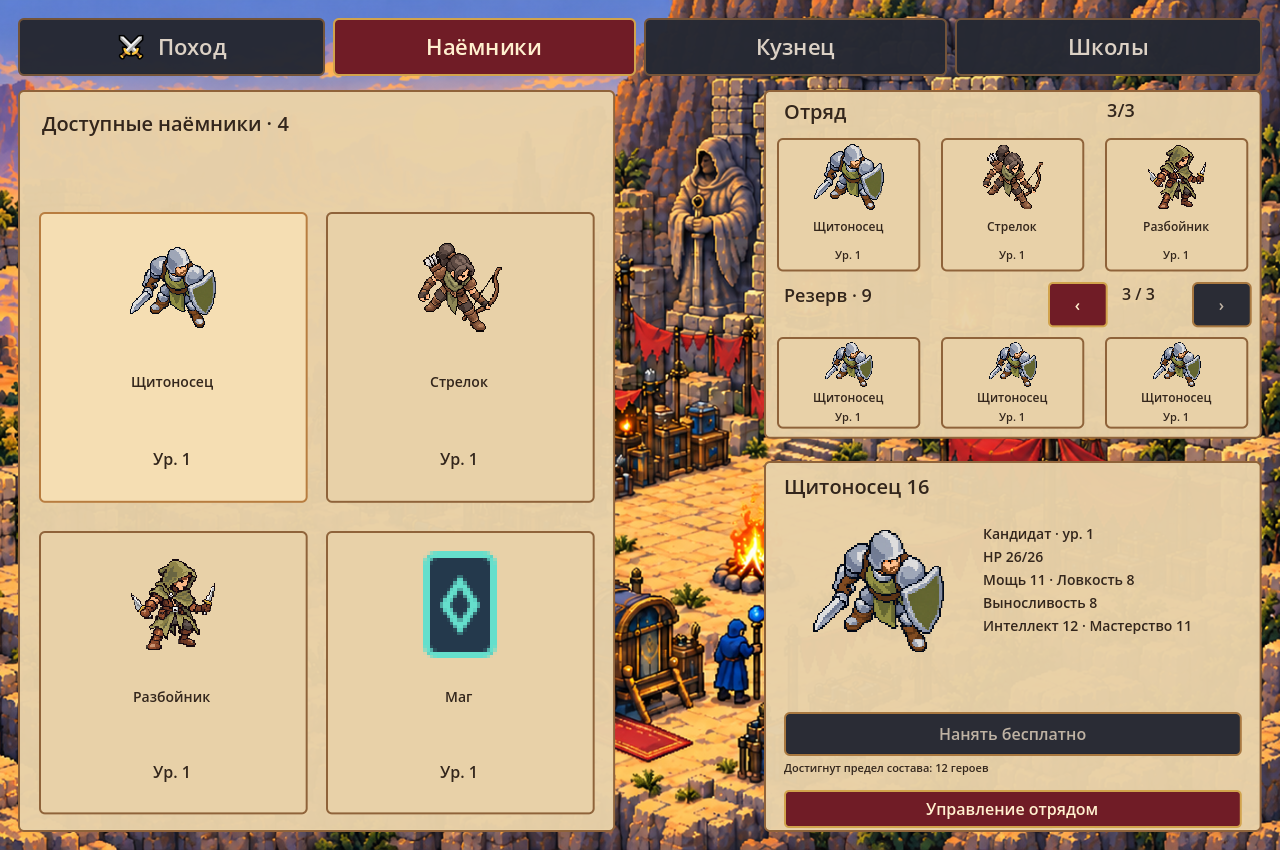 Поход
Наёмники
Кузнец
Школы
Доступные наёмники · 4
Щитоносец
Ур. 1
Стрелок
Ур. 1
Разбойник
Ур. 1
Маг
Ур. 1
Отряд 3/3
Щитоносец
Ур. 1
Стрелок
Ур. 1
Разбойник
Ур. 1
Резерв · 9
‹ 3 / 3 ›
Щитоносец
Ур. 1
Щитоносец
Ур. 1
Щитоносец
Ур. 1
Щитоносец 16
Кандидат · ур. 1
HP 26/26
Мощь 11 · Ловкость 8
Выносливость 8
Интеллект 12 · Мастерство 11
Нанять бесплатно
Достигнут предел состава: 12 героев
Управление отрядом